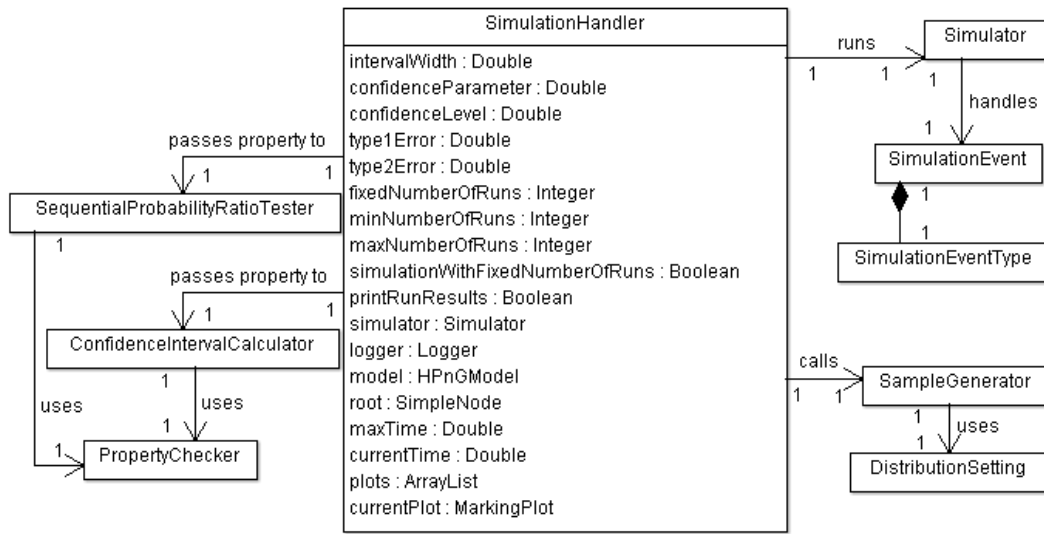 SimulationHandler
intervalWidth : Double
confidenceParameter : Double
confidenceLevel : Double
type1Error : Double
type2Error : Double
fixedNumberOfRuns : Integer
minNumberOfRuns : Integer
maxNumberOfRuns : Integer
simulationWithFixedNumberOfRuns : Boolean
printRunResults : Boolean
simulator : Simulator
logger : Logger
model : HPnGModel
root : SimpleNode
maxTime : Double
currentTime : Double
plots : ArrayList
currentPlot : MarkingPlot
passes property to
1
1
SequentialProbabilityRatioTester
1
passes property to
1
1
ConfidenceIntervalCalculator
1
uses
uses
1
1
PropertyChecker
runs
1
1
Simulator
1
handles
1
SimulationEvent
1
1
SimulationEventType
calls
1
1
SampleGenerator
1
uses
1
DistributionSetting